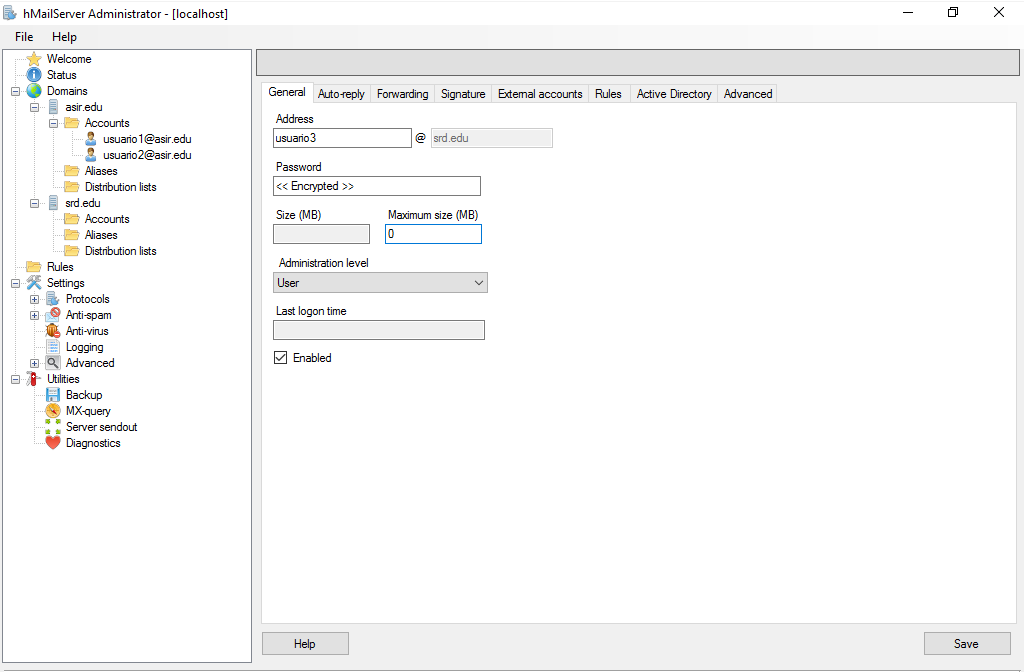 hMailServer Administrator - [localhost]
File Help
Welcome
Status
Domains
asir.edu
Accounts
usuario1@asir.edu
usuario2@asir.edu
Aliases
Distribution lists
srd.edu
Accounts
Aliases
Distribution lists
Rules
Settings
Protocols
Anti-spam
Anti-virus
Logging
Advanced
Utilities
Backup
MX-query
Server sendout
Diagnostics
General Auto-reply Forwarding Signature External accounts Rules Active Directory Advanced
Address
usuario3 @ srd.edu
Password
<< Encrypted >>
Size (MB) Maximum size (MB)
0
Administration level
User
Last logon time
Enabled
Help Save